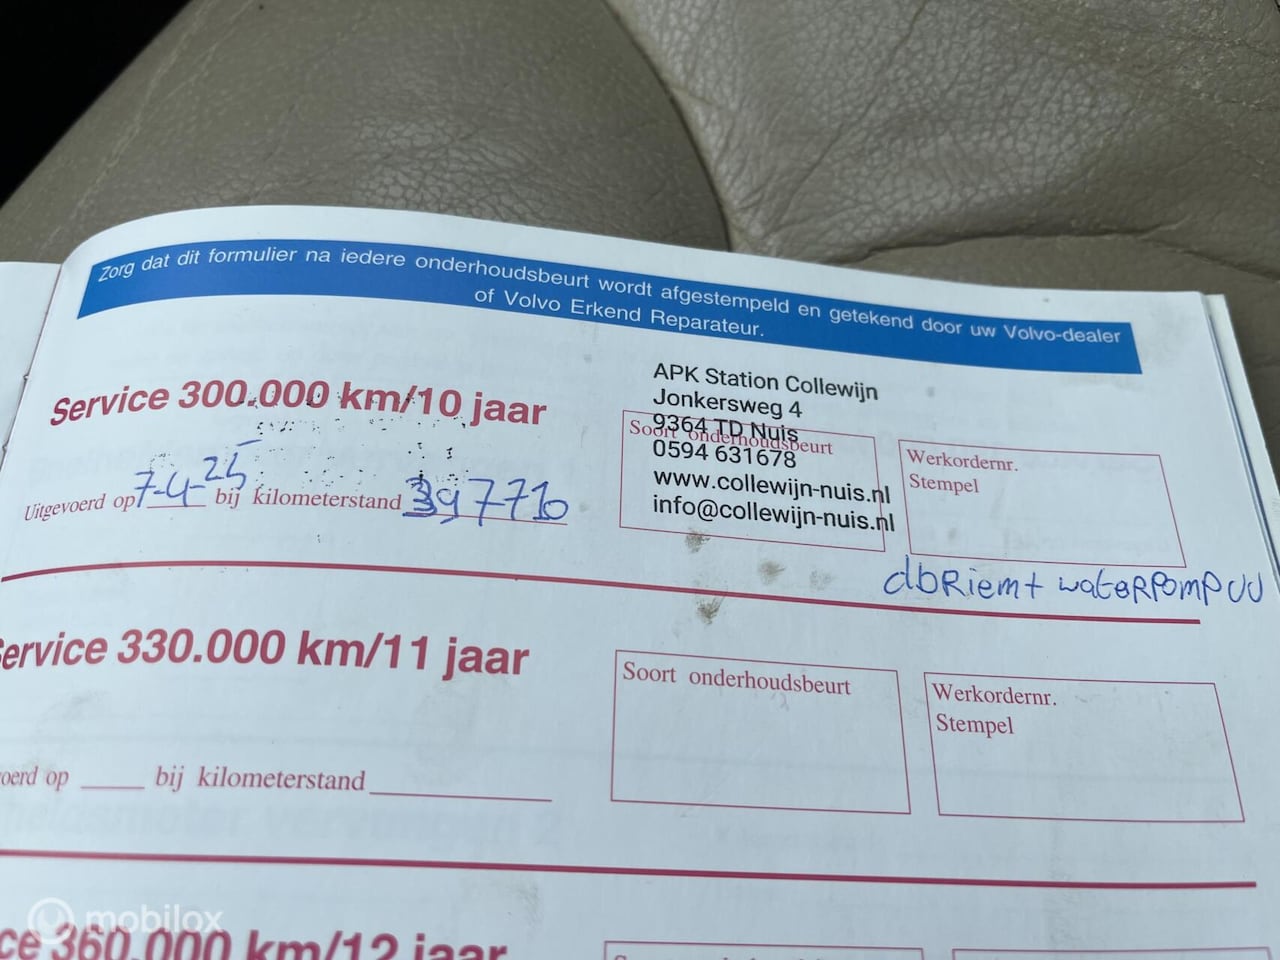 Zorg dat dit formulier na iedere onderhoudsbeurt wordt afgestempeld en getekend door uw Volvo-dealer
of Volvo Erkend Reparateur.
Service 300.000 km/10 jaar
Uitgevoerd op 7-4-25 bij kilometerstand 397710
APK Station Collewijn
Jonkersweg 4
9364 TD Nuis
Soort onderhoudsbeurt
0594 631678
www.collewijn-nuis.nl
info@collewijn-nuis.nl
Werkordernr.
Stempel
dbRiem + wateRPomP VV
ervice 330.000 km/11 jaar
oerd op bij kilometerstand
Soort onderhoudsbeurt
Werkordernr.
Stempel
ce 360.000 km/12 jaar
mobilox